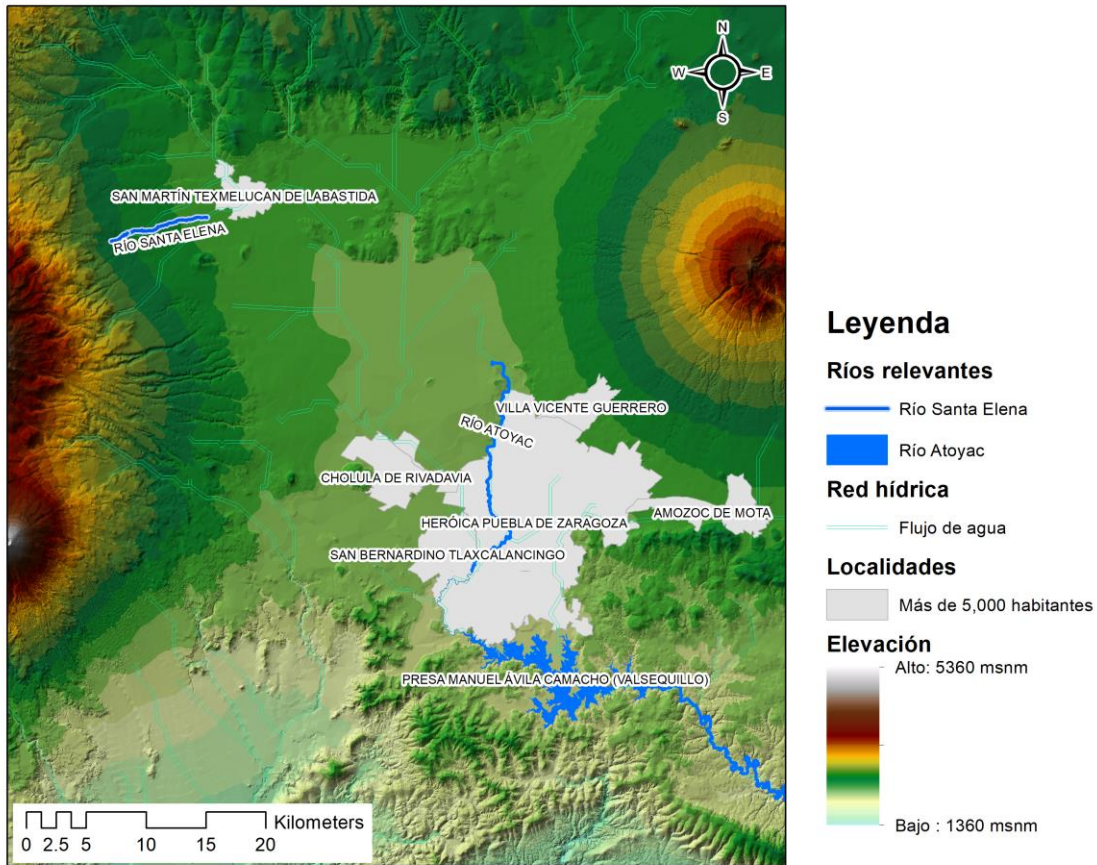 N
W
E
S
SAN MARTÍN TEXMELUCAN DE LABASTIDA
RÍO SANTA ELENA
VILLA VICENTE GUERRERO
RÍO ATOYAC
CHOLULA DE RIVADAVIA
AMOZOC DE MOTA
HERÓICA PUEBLA DE ZARAGOZA
SAN BERNARDINO TLAXCALANCINGO
PRESA MANUEL ÁVILA CAMACHO (VALSEQUILLO)
Kilometers
0 2.5 5 10 15 20
Leyenda
Ríos relevantes
Río Santa Elena
Río Atoyac
Red hídrica
Flujo de agua
Localidades
Más de 5,000 habitantes
Elevación
Alto: 5360 msnm
Bajo : 1360 msnm